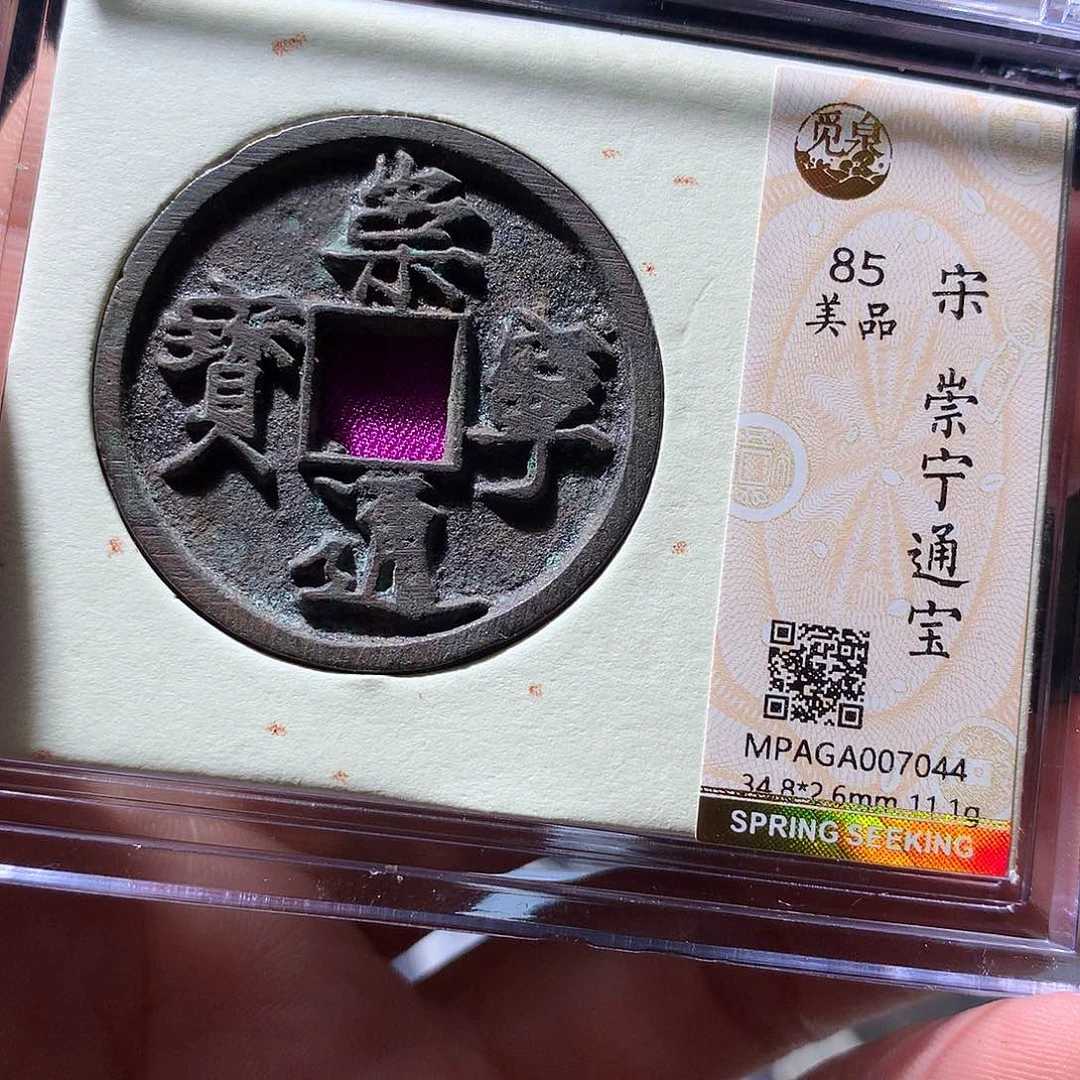 崇
寧
通
寶
觅泉
85
美品
宋 崇宁通宝
MPAGA007044
34.8*2.6mm 11.1g
SPRING SEEKING